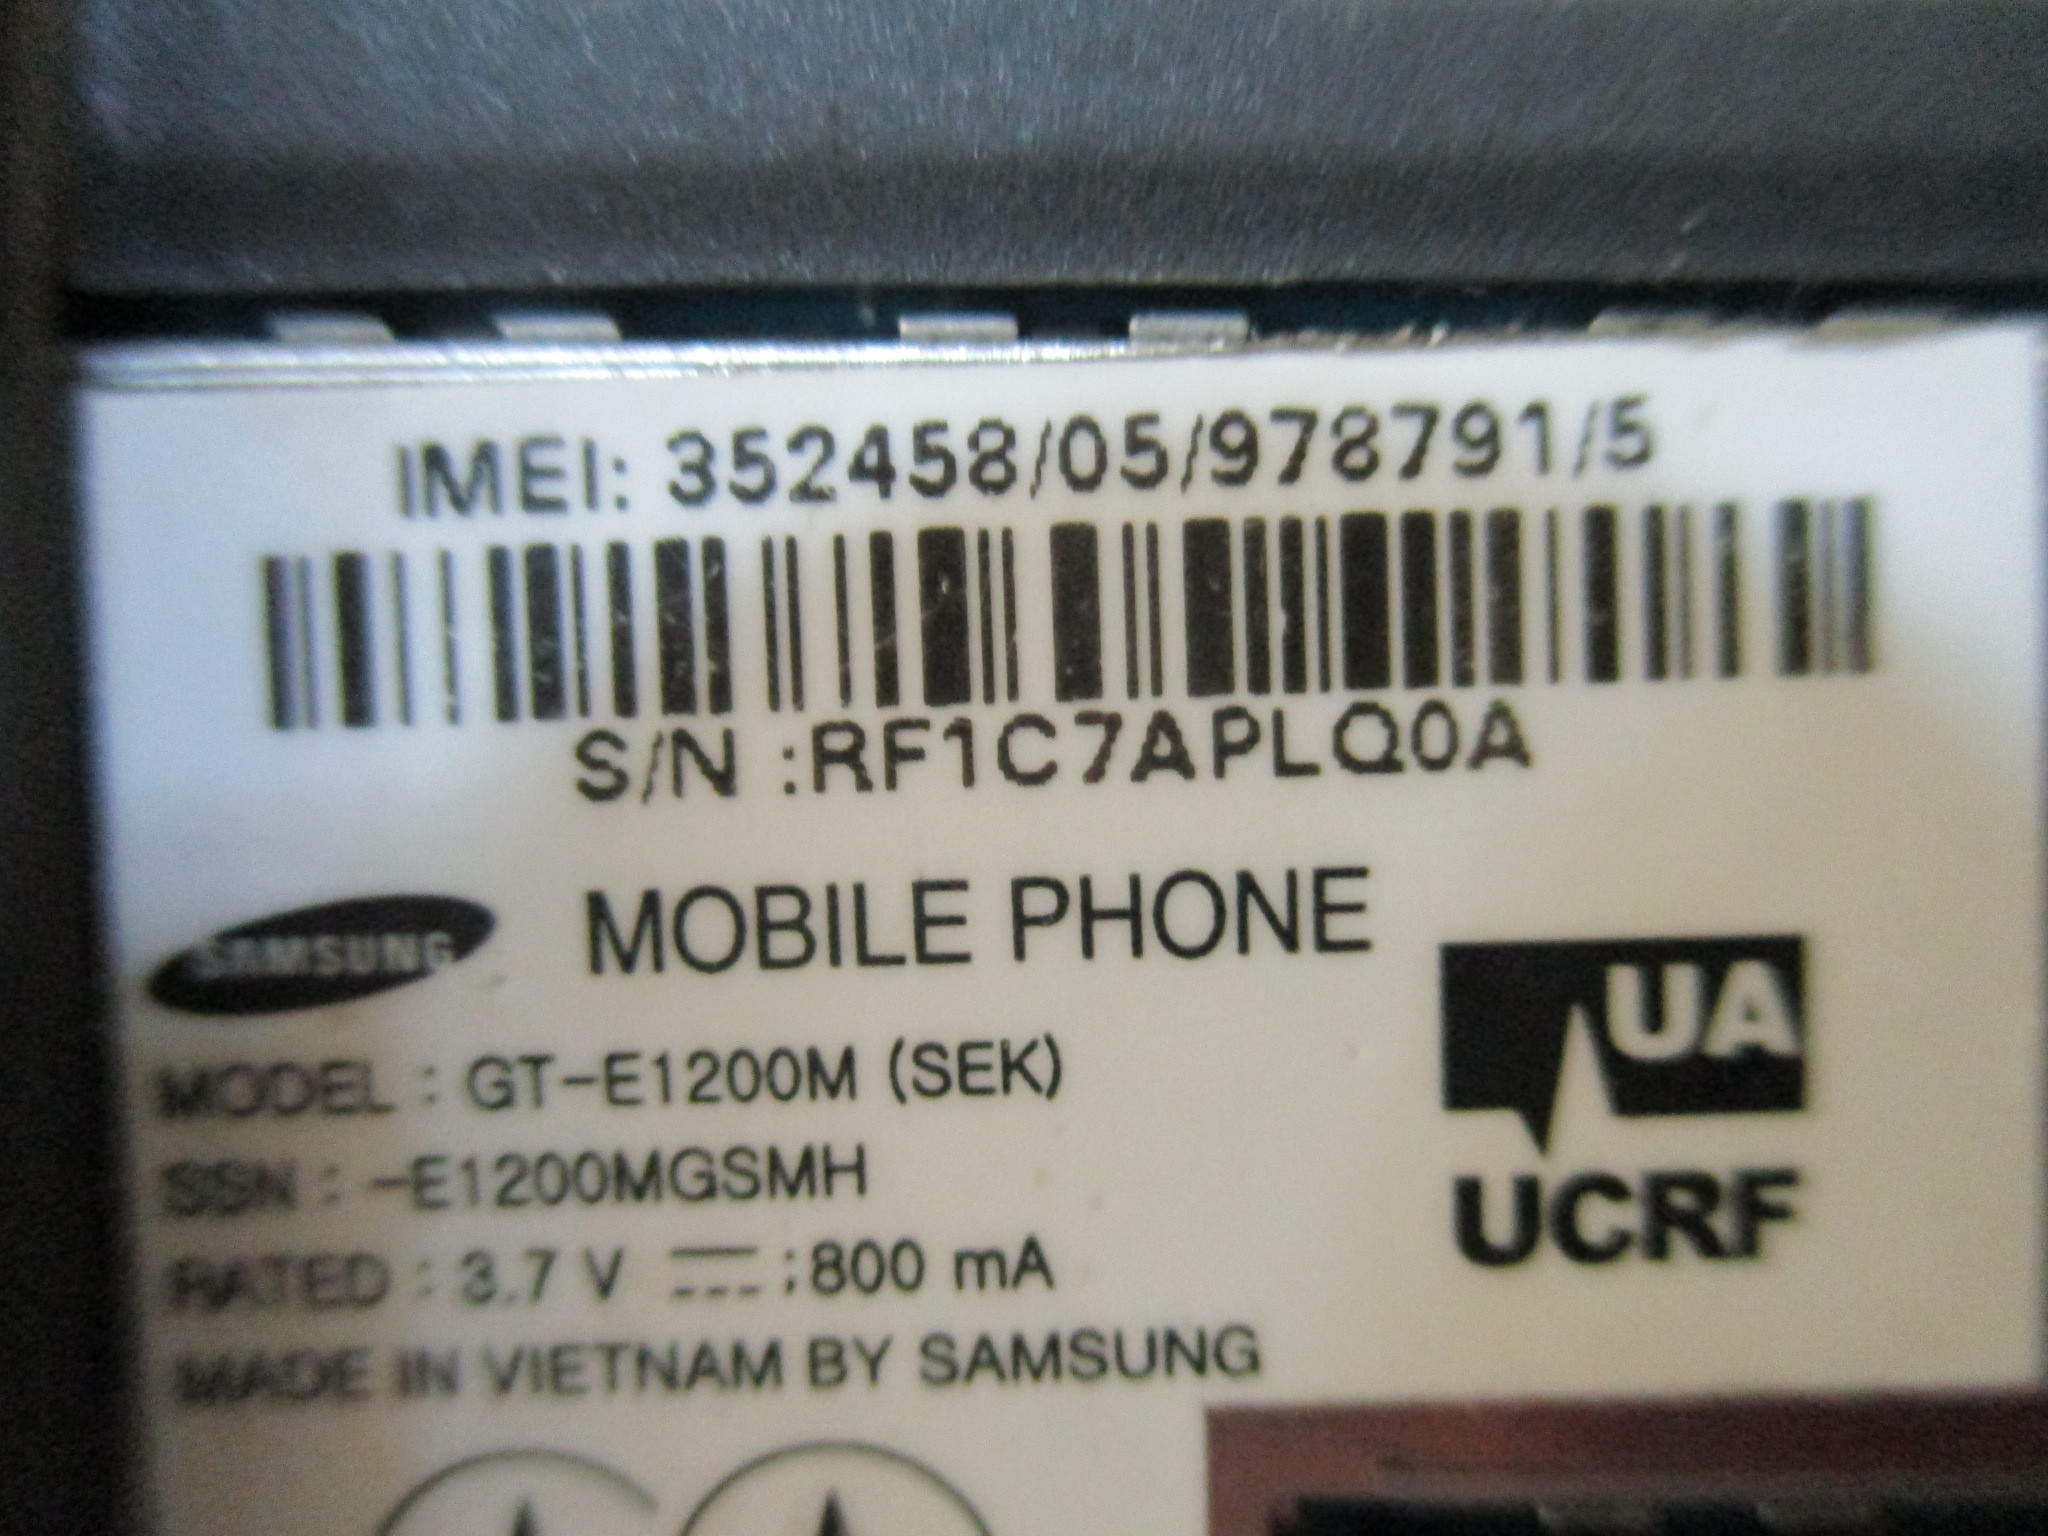 IMEI: 352458/05/978791/5
S/N :RF1C7APLQ0A
SAMSUNG
MOBILE PHONE
UA
UCRF
MODEL : GT-E1200M (SEK)
SSN : -E1200MGSMH
RATED : 3.7 V ⎓ ; 800 mA
MADE IN VIETNAM BY SAMSUNG